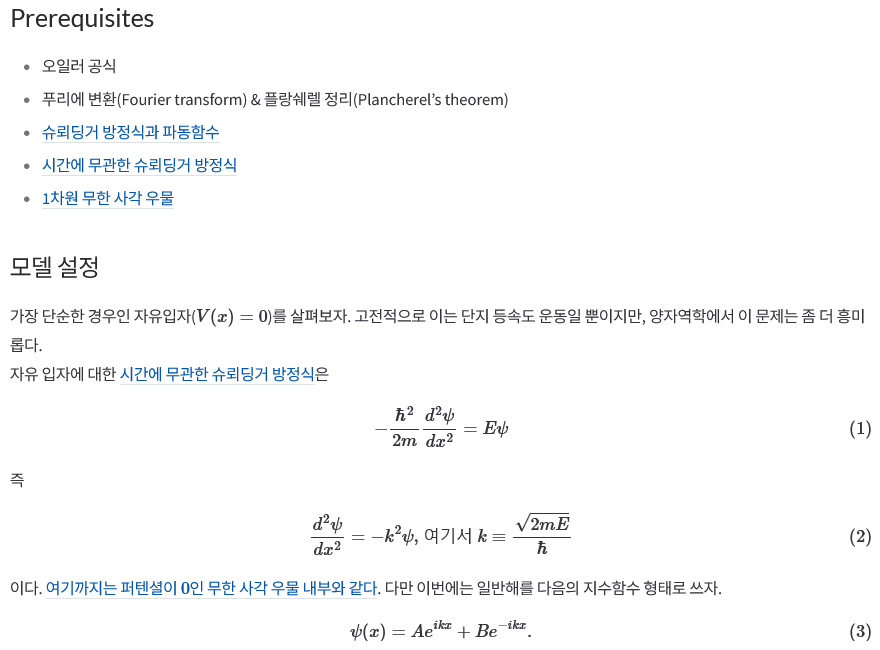 Prerequisites
• 오일러 공식
• 푸리에 변환(Fourier transform) & 플랑쉐렐 정리(Plancherel’s theorem)
• 슈뢰딩거 방정식과 파동함수
• 시간에 무관한 슈뢰딩거 방정식
• 1차원 무한 사각 우물
모델 설정
가장 단순한 경우인 자유입자(V(x) = 0)를 살펴보자. 고전적으로 이는 단지 등속도 운동일 뿐이지만, 양자역학에서 이 문제는 좀 더 흥미
롭다.
자유 입자에 대한 시간에 무관한 슈뢰딩거 방정식은
$-\frac{\hbar^2}{2m}\frac{d^2\psi}{dx^2} = E\psi$ (1)
즉
$\frac{d^2\psi}{dx^2} = -k^2\psi$, 여기서 $k \equiv \frac{\sqrt{2mE}}{\hbar}$ (2)
이다. 여기까지는 퍼텐셜이 0인 무한 사각 우물 내부와 같다. 다만 이번에는 일반해를 다음의 지수함수 형태로 쓰자.
$\psi(x) = Ae^{ikx} + Be^{-ikx}.$ (3)